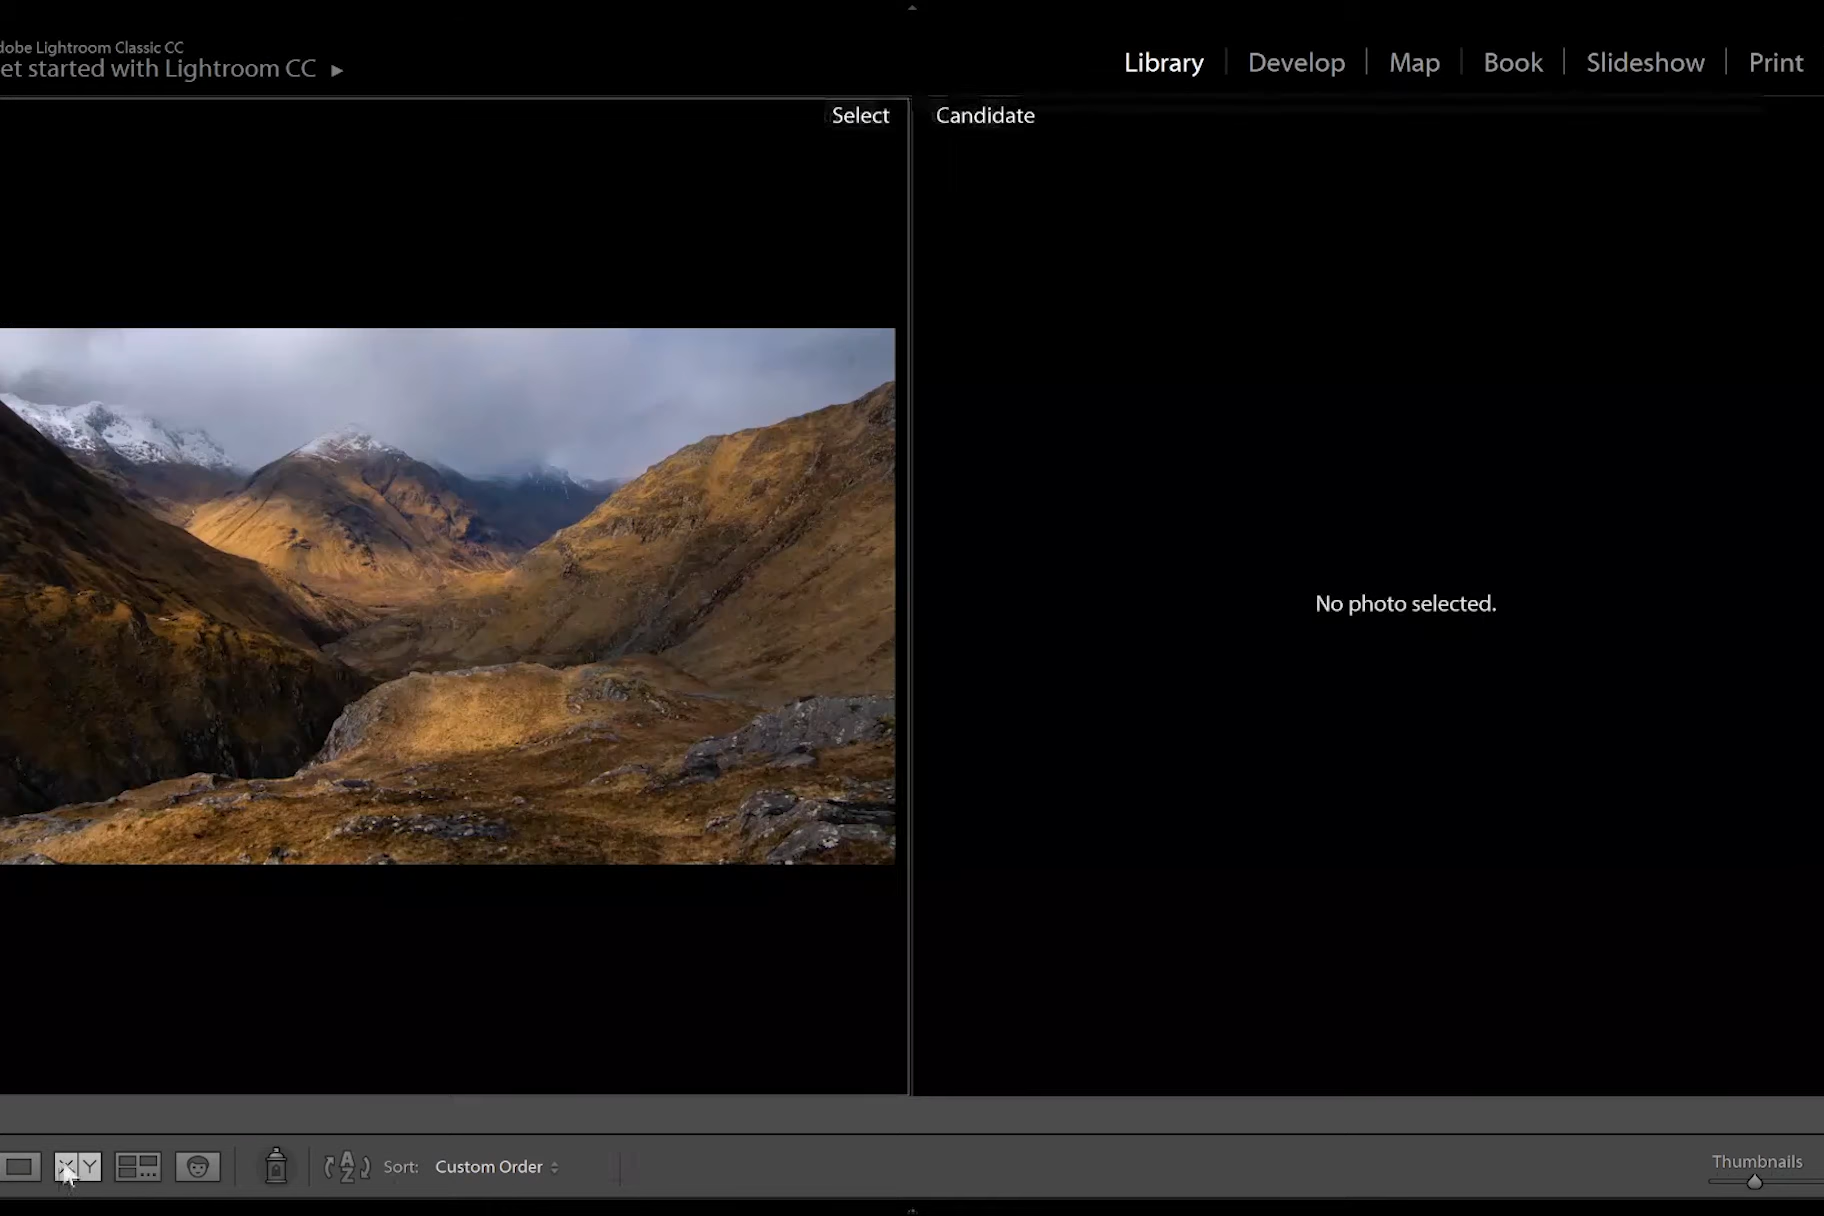 dobe Lightroom Classic CC
et started with Lightroom CC
Library Develop Map Book Slideshow Print
Select
Candidate
No photo selected.
XY
Sort: Custom Order
Thumbnails